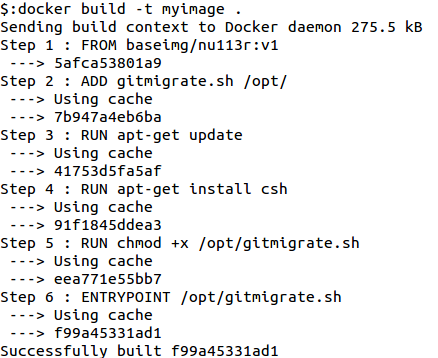 $:docker build -t myimage .
Sending build context to Docker daemon 275.5 kB
Step 1 : FROM baseimg/nu113r:v1
---> 5afca53801a9
Step 2 : ADD gitmigrate.sh /opt/
---> Using cache
---> 7b947a4eb6ba
Step 3 : RUN apt-get update
---> Using cache
---> 41753d5fa5af
Step 4 : RUN apt-get install csh
---> Using cache
---> 91f1845ddea3
Step 5 : RUN chmod +x /opt/gitmigrate.sh
---> Using cache
---> eea771e55bb7
Step 6 : ENTRYPOINT /opt/gitmigrate.sh
---> Using cache
---> f99a45331ad1
Successfully built f99a45331ad1